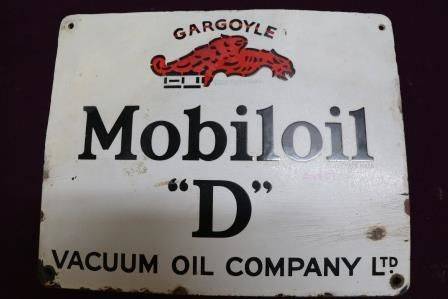 GARGOYLE
Mobiloil
"D"
VACUUM OIL COMPANY LTD.